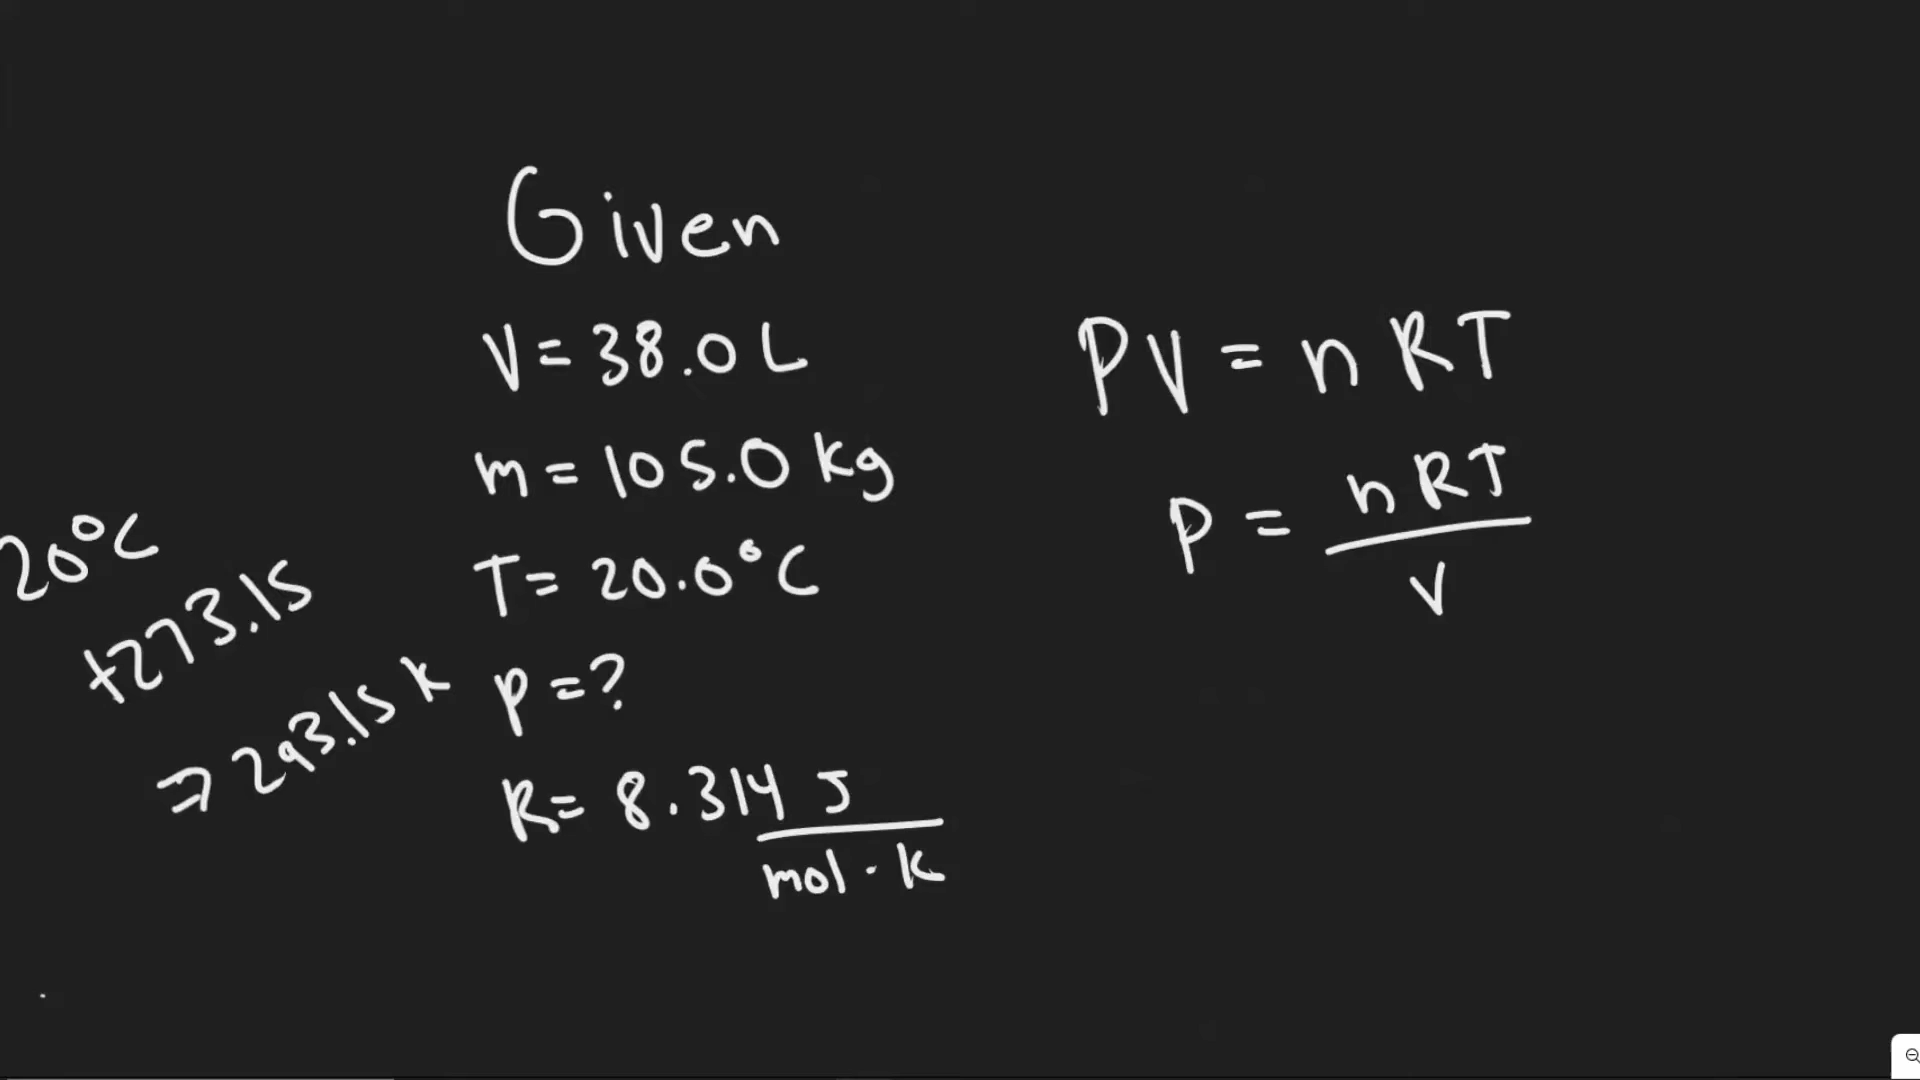 Given
V = 38.0 L
m = 105.0 kg
T = 20.0°C
P = ?
R = 8.314 J
mol · K
20°C
+273.15
⇒ 293.15 K
PV = nRT
P = nRT
V